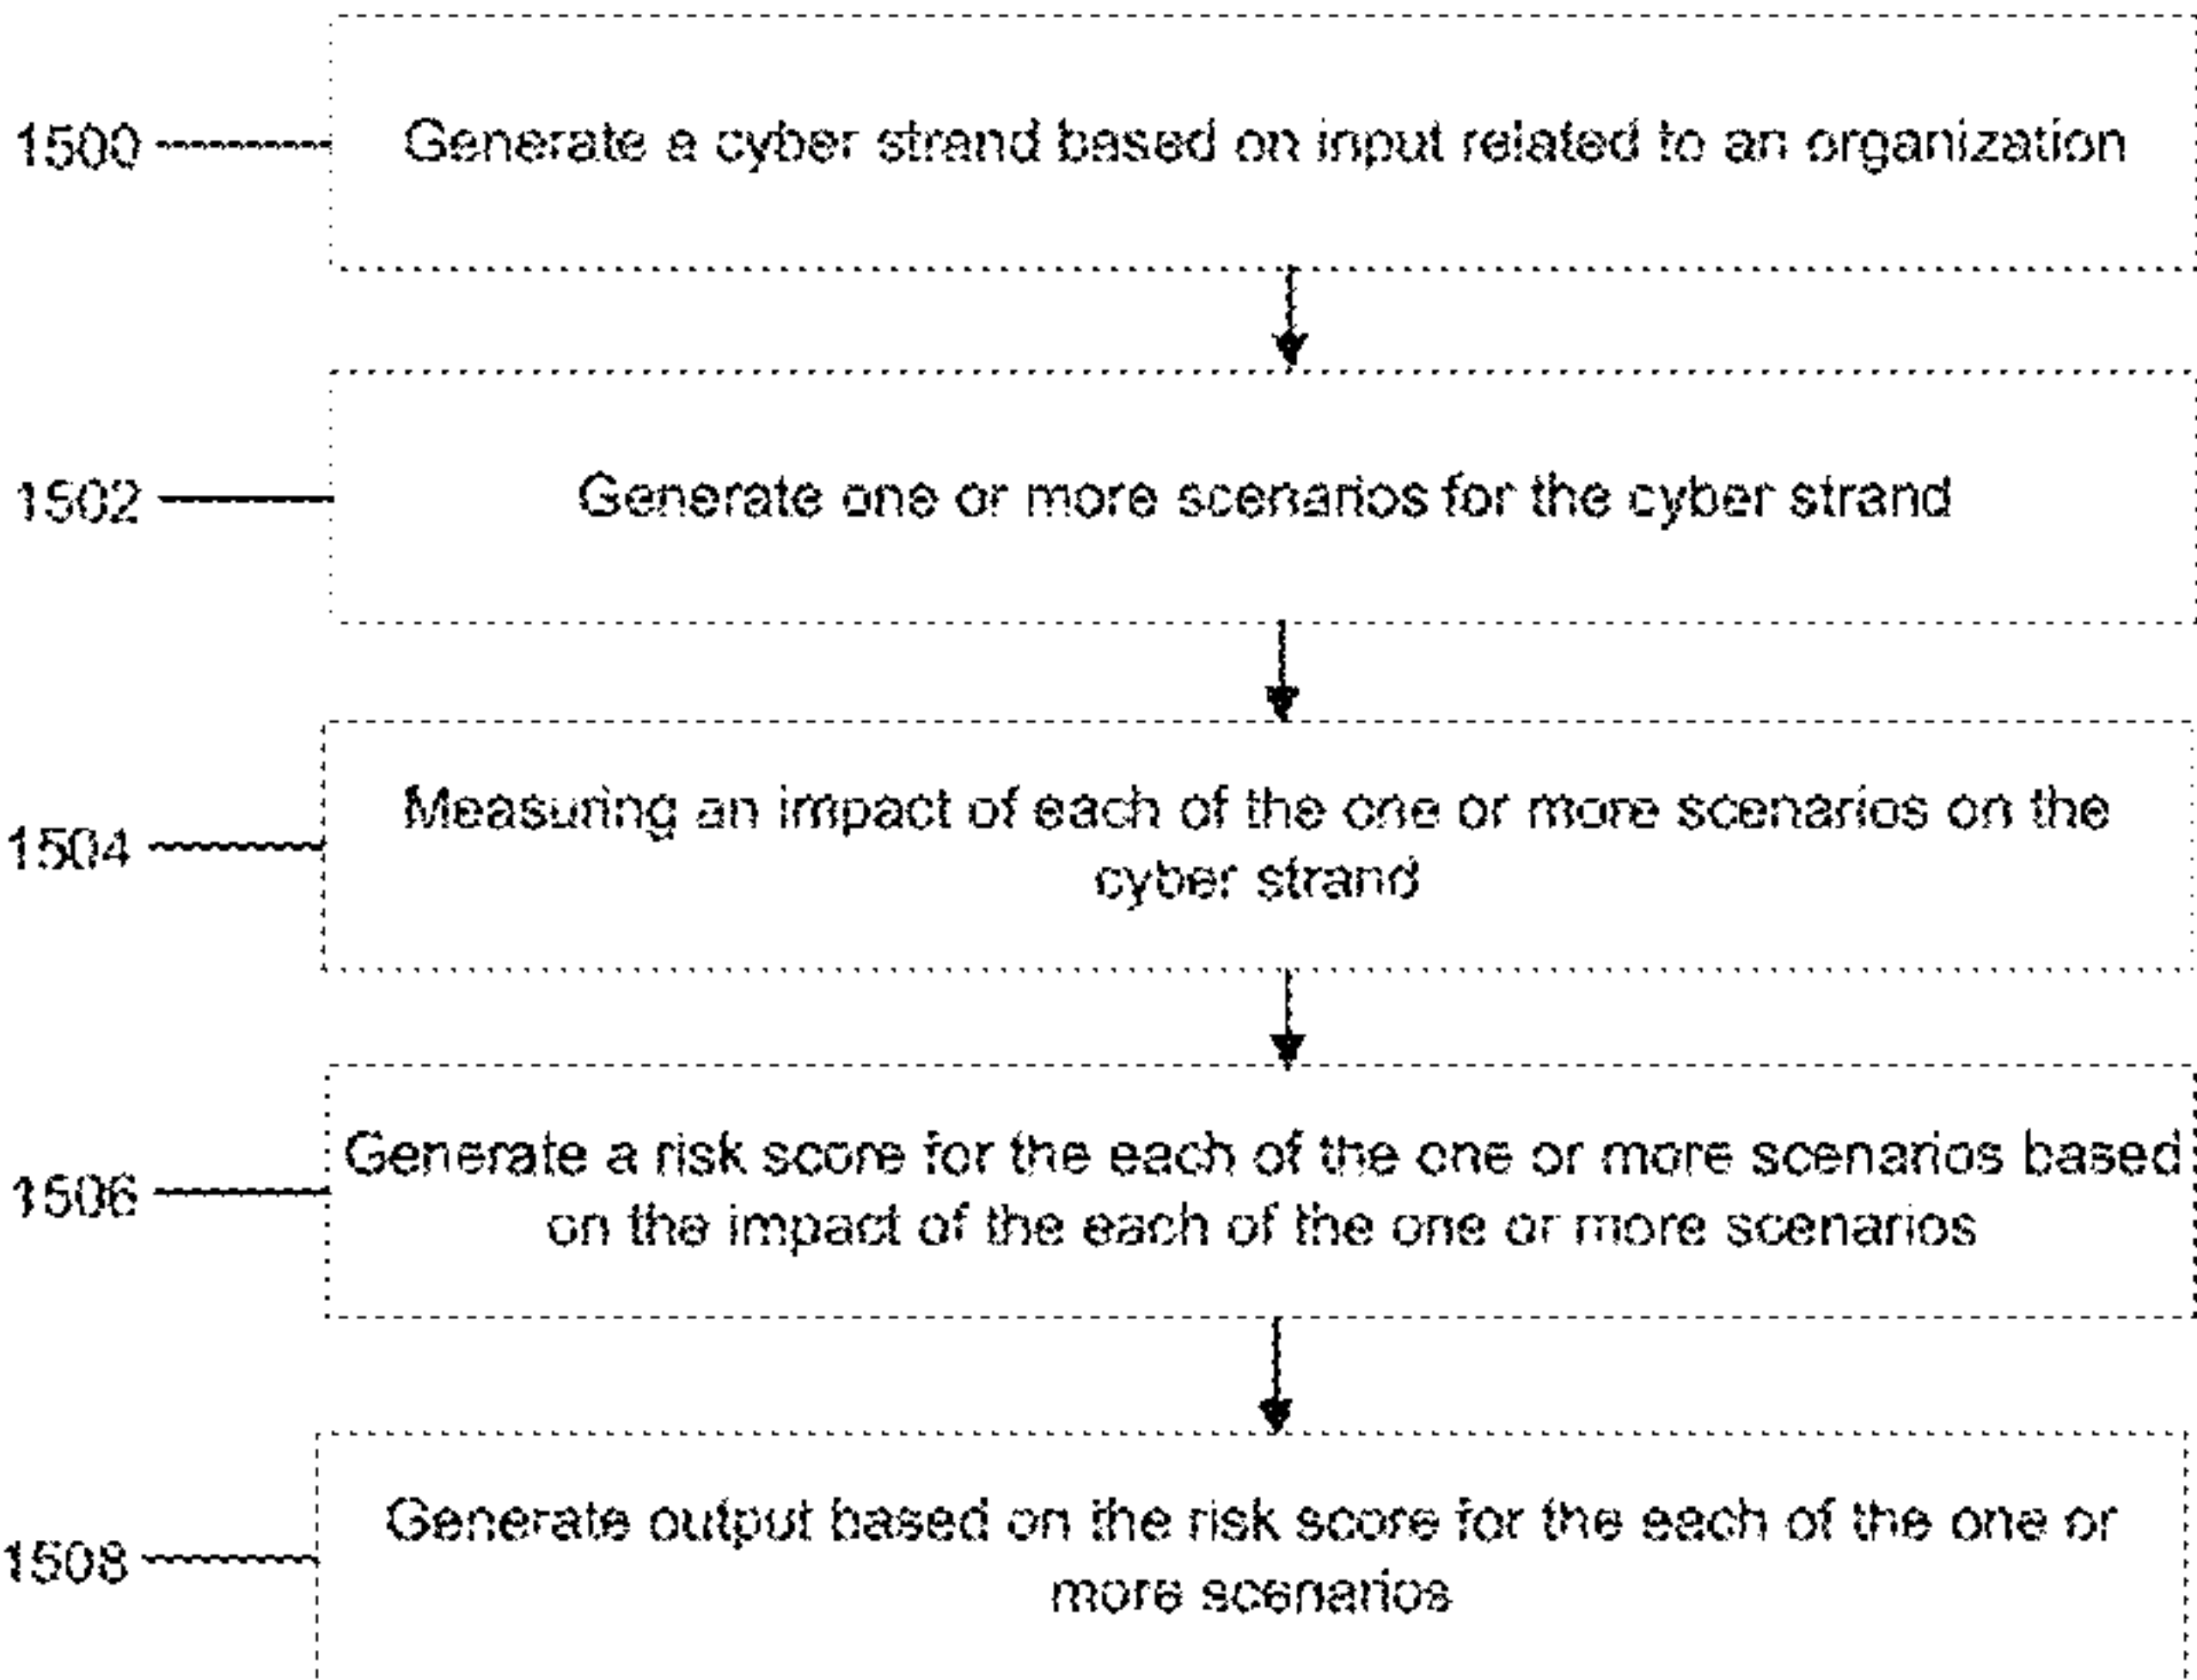 1500
Generate a cyber strand based on input related to an organization
1502
Generate one or more scenarios for the cyber strand
1504
Measuring an impact of each of the one or more scenarios on the
cyber strand
1506
Generate a risk score for the each of the one or more scenarios based
on the impact of the each of the one or more scenarios
1508
Generate output based on the risk score for the each of the one or
more scenarios